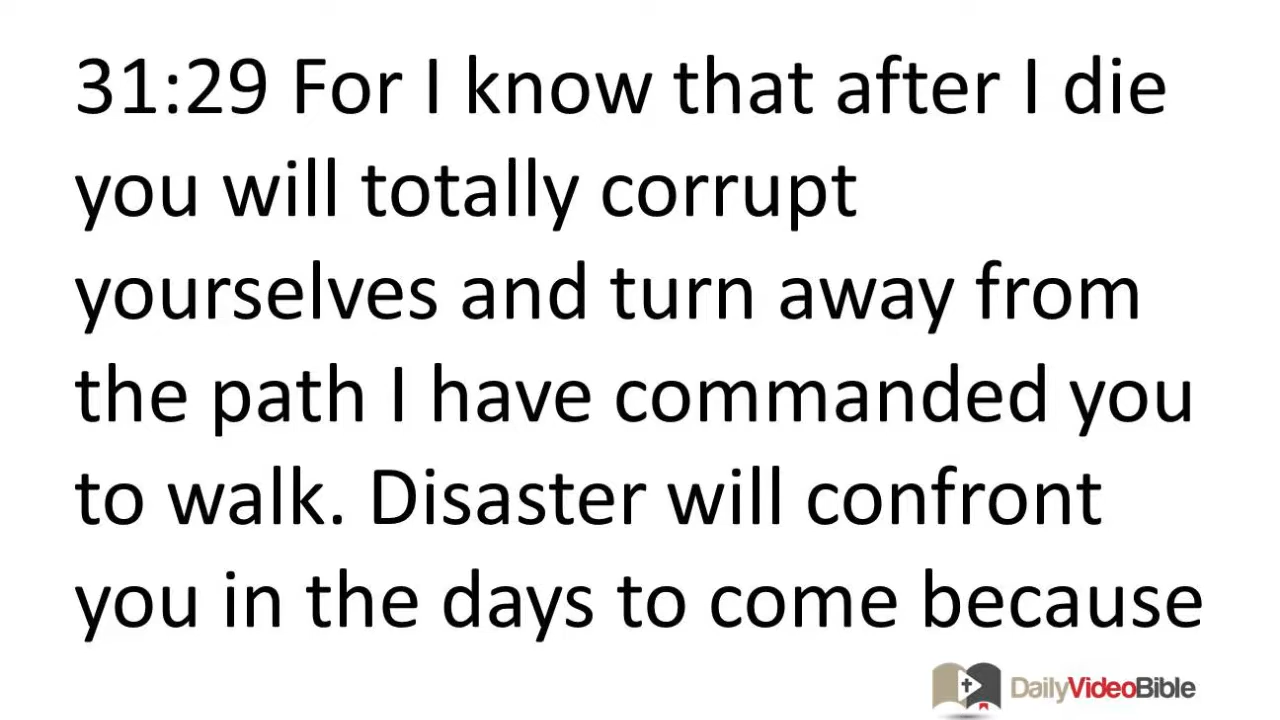 31:29 For I know that after I die
you will totally corrupt
yourselves and turn away from
the path I have commanded you
to walk. Disaster will confront
you in the days to come because
DailyVideoBible